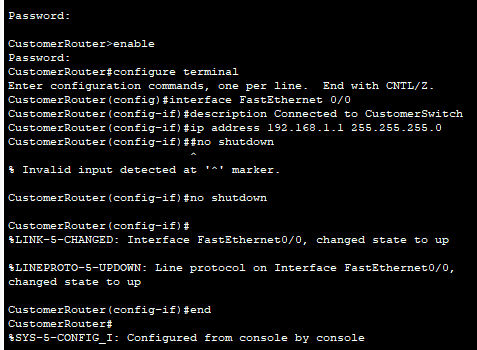 Password:
CustomerRouter>enable
Password:
CustomerRouter#configure terminal
Enter configuration commands, one per line.  End with CNTL/Z.
CustomerRouter(config)#interface FastEthernet 0/0
CustomerRouter(config-if)#description Connected to CustomerSwitch
CustomerRouter(config-if)#ip address 192.168.1.1 255.255.255.0
CustomerRouter(config-if)##no shutdown
^
% Invalid input detected at '^' marker.
CustomerRouter(config-if)#no shutdown
CustomerRouter(config-if)#
%LINK-5-CHANGED: Interface FastEthernet0/0, changed state to up
%LINEPROTO-5-UPDOWN: Line protocol on Interface FastEthernet0/0,
changed state to up
CustomerRouter(config-if)#end
CustomerRouter#
%SYS-5-CONFIG_I: Configured from console by console